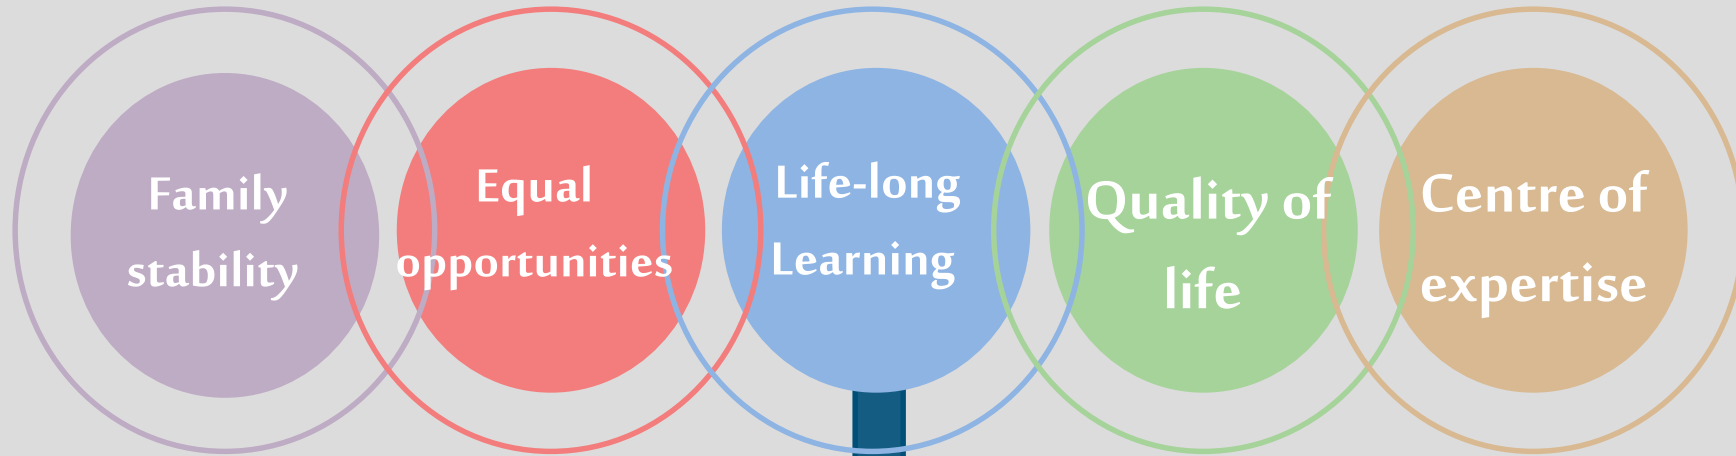 Family
stability
Equal
opportunities
Life-long
Learning
Quality of
life
Centre of
expertise